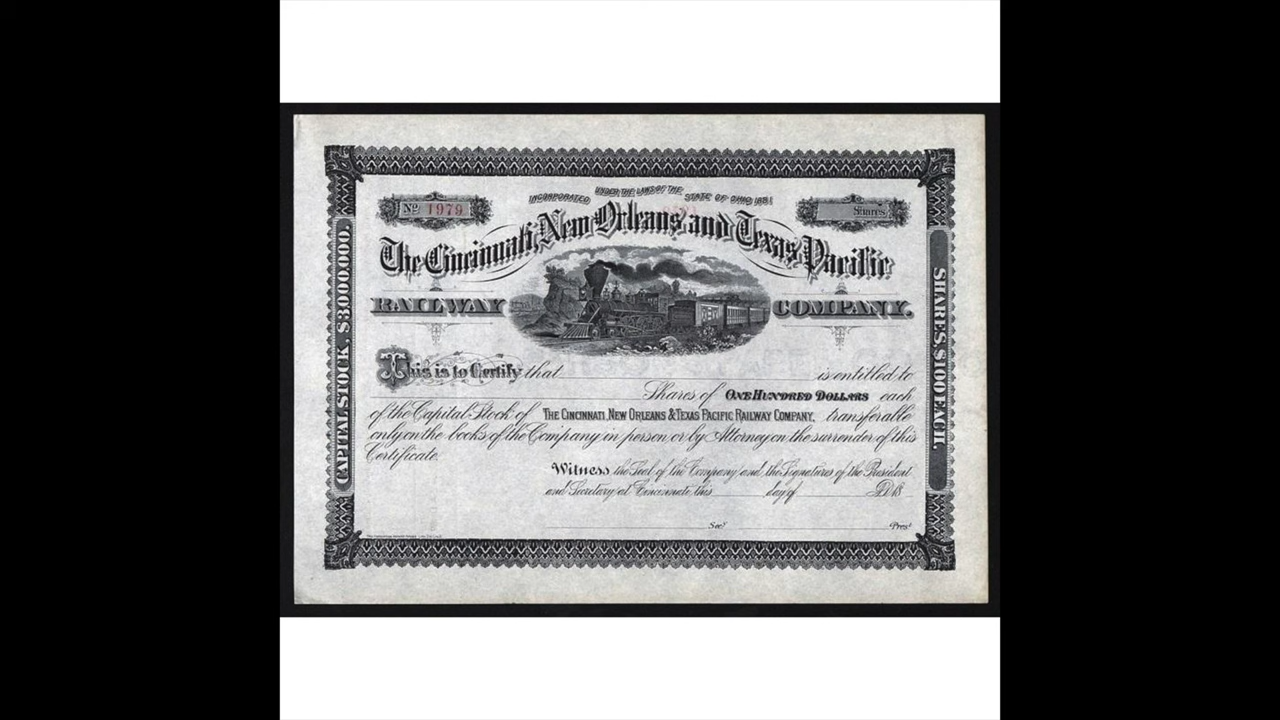 INCORPORATED UNDER THE LAWS OF THE STATE OF OHIO 1881
No 1979
Shares
The Cincinnati, New Orleans and Texas Pacific
RAILWAY COMPANY.
CAPITAL STOCK, $3,000,000.
SHARES, $100 EACH.
This is to Certify that is entitled to
Shares of ONE HUNDRED DOLLARS each
of the Capital Stock of THE CINCINNATI, NEW ORLEANS & TEXAS PACIFIC RAILWAY COMPANY, transferable
only on the books of the Company in person or by Attorney on the surrender of this
Certificate.
Witness the Seal of the Company and the Signatures of the President
and Secretary at Cincinnati this day of A.D. 18
Secy. Prest.